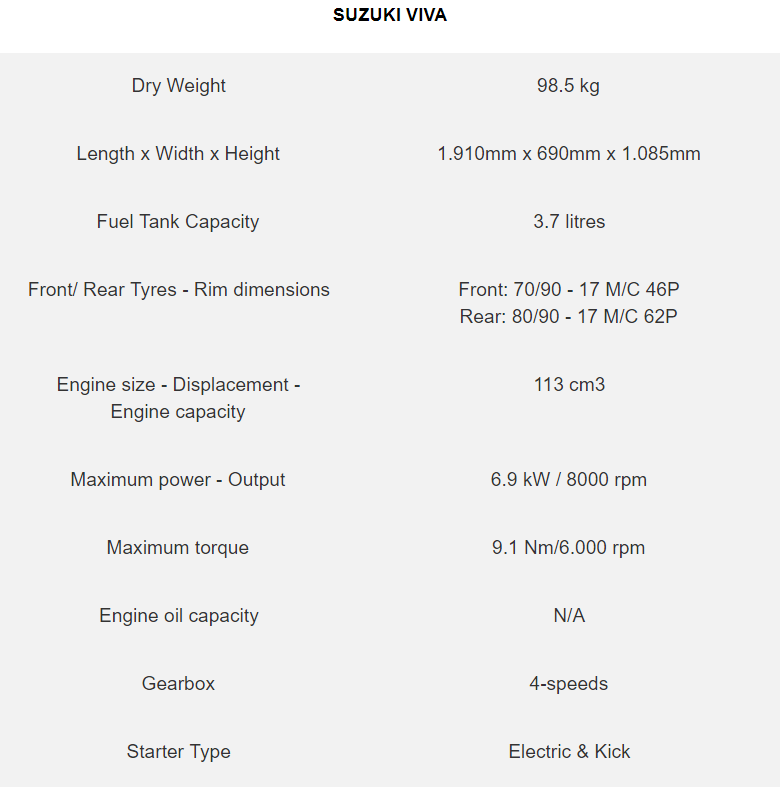 SUZUKI VIVA
Dry Weight 98.5 kg
Length x Width x Height 1.910mm x 690mm x 1.085mm
Fuel Tank Capacity 3.7 litres
Front/ Rear Tyres - Rim dimensions Front: 70/90 - 17 M/C 46P
Rear: 80/90 - 17 M/C 62P
Engine size - Displacement - 113 cm3
Engine capacity
Maximum power - Output 6.9 kW / 8000 rpm
Maximum torque 9.1 Nm/6.000 rpm
Engine oil capacity N/A
Gearbox 4-speeds
Starter Type Electric & Kick